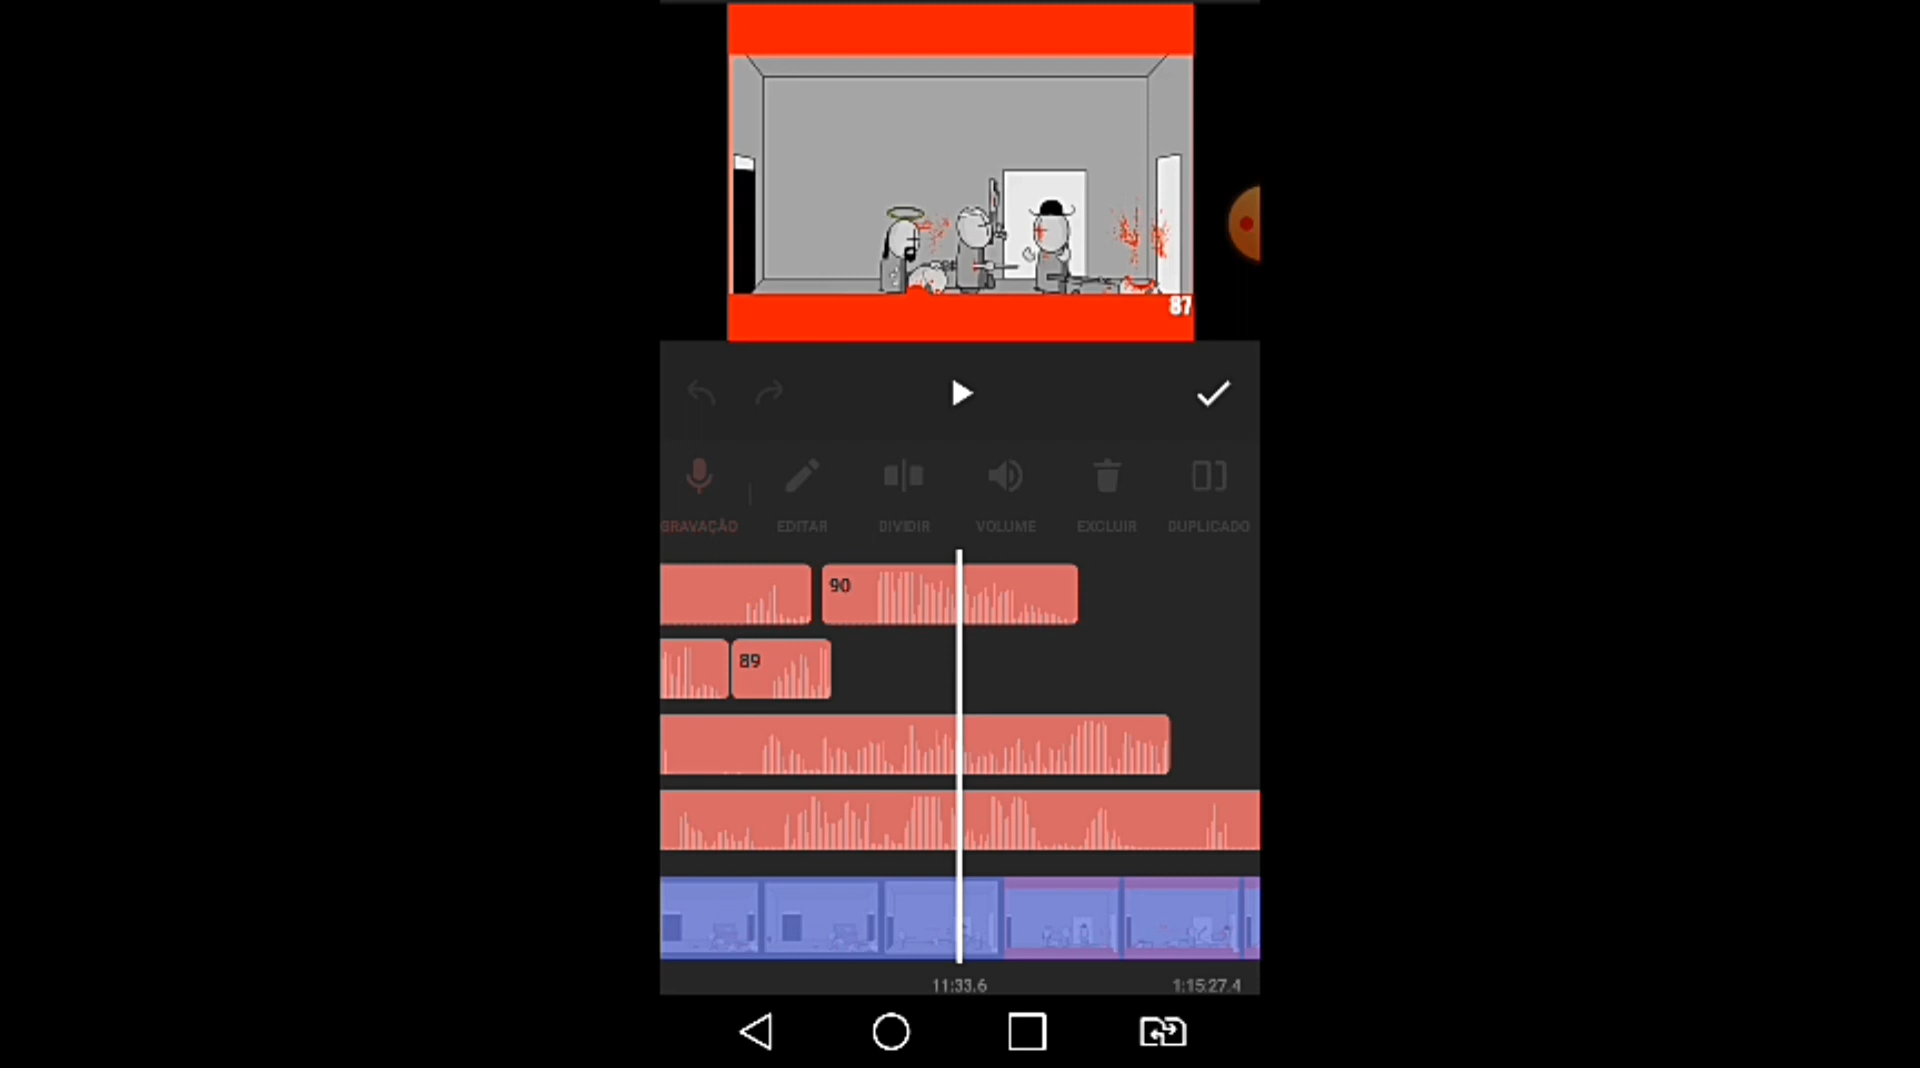 87
GRAVAÇÃO EDITAR DIVIDIR VOLUME EXCLUIR DUPLICADO
90
89
11:33.6 1:15:27.4